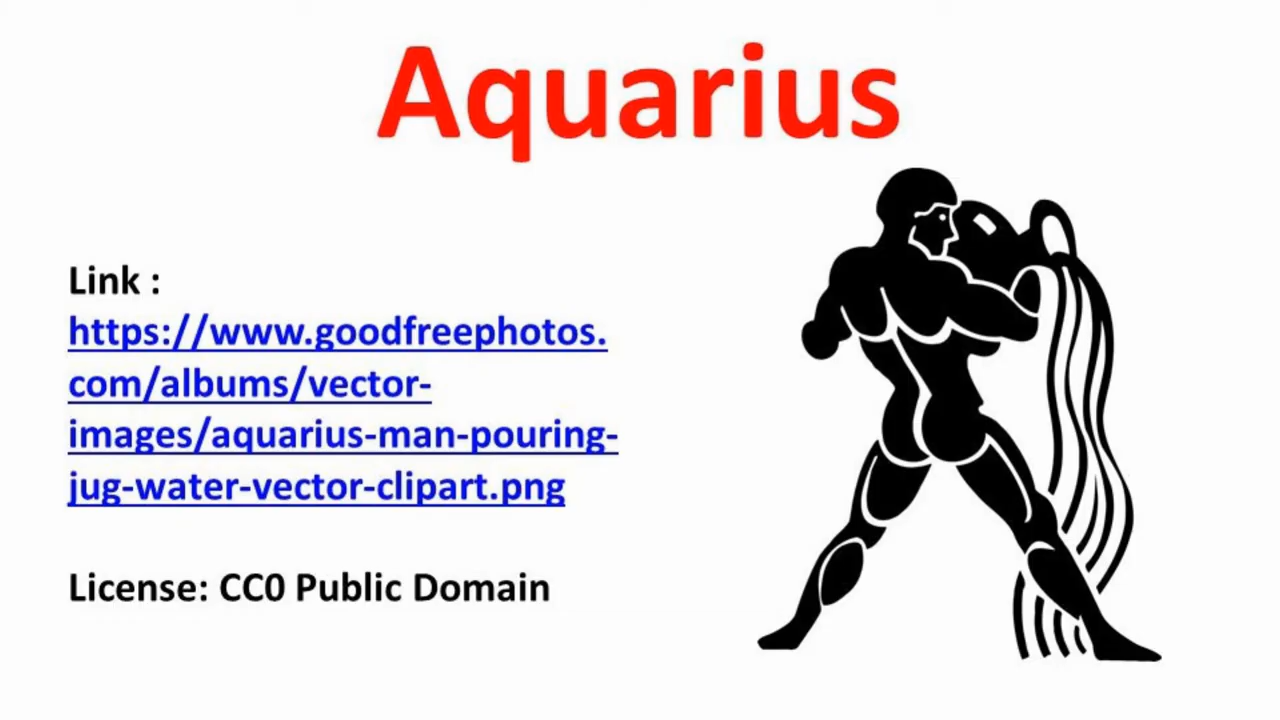 Aquarius
Link :
https://www.goodfreephotos.
com/albums/vector-
images/aquarius-man-pouring-
jug-water-vector-clipart.png
License: CC0 Public Domain